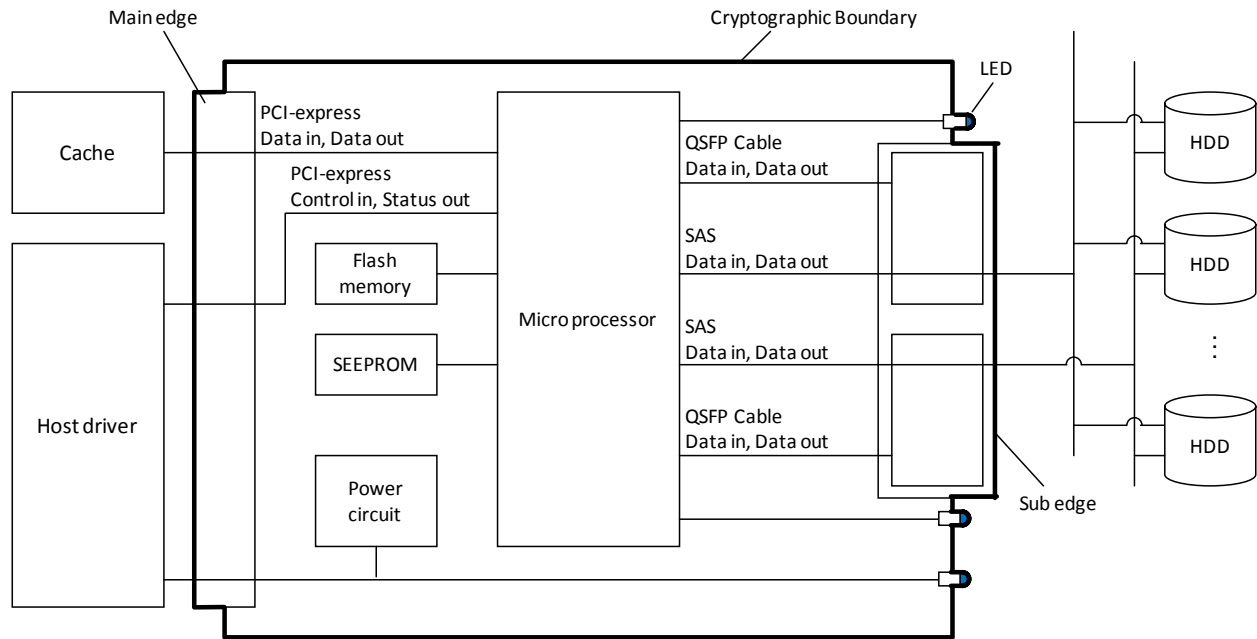 Main edge
Cryptographic Boundary
LED
Cache
PCI-express
Data in, Data out
PCI-express
Control in, Status out
Flash
memory
SEEPROM
Host driver
Power
circuit
Micro processor
QSFP Cable
Data in, Data out
SAS
Data in, Data out
SAS
Data in, Data out
QSFP Cable
Data in, Data out
Sub edge
HDD
HDD
⋮
HDD